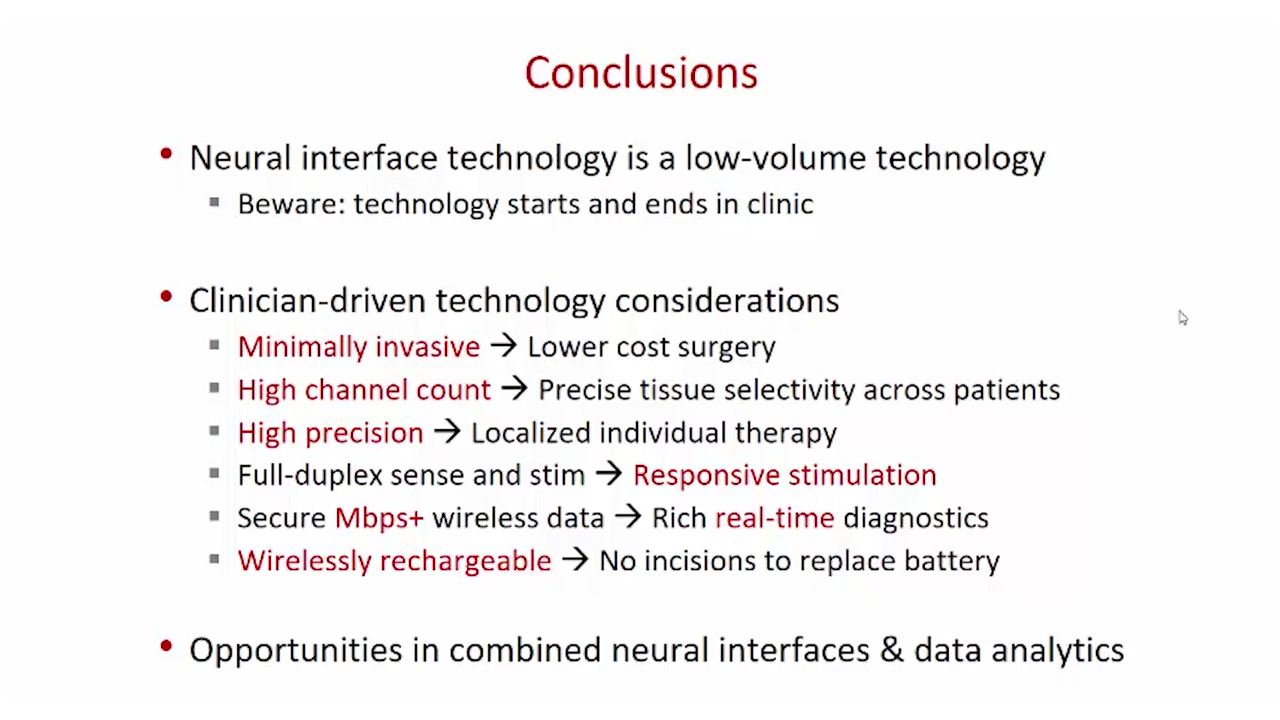 Conclusions
• Neural interface technology is a low-volume technology
▪ Beware: technology starts and ends in clinic
• Clinician-driven technology considerations
▪ Minimally invasive → Lower cost surgery
▪ High channel count → Precise tissue selectivity across patients
▪ High precision → Localized individual therapy
▪ Full-duplex sense and stim → Responsive stimulation
▪ Secure Mbps+ wireless data → Rich real-time diagnostics
▪ Wirelessly rechargeable → No incisions to replace battery
• Opportunities in combined neural interfaces & data analytics